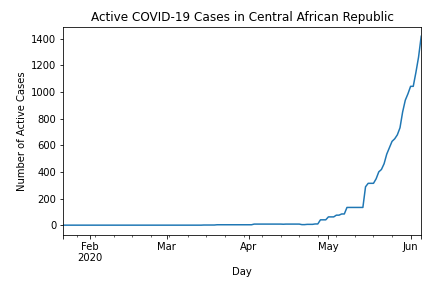 Active COVID-19 Cases in Central African Republic
Number of Active Cases
1400
1200
1000
800
600
400
200
0
Feb Mar Apr May Jun
2020
Day